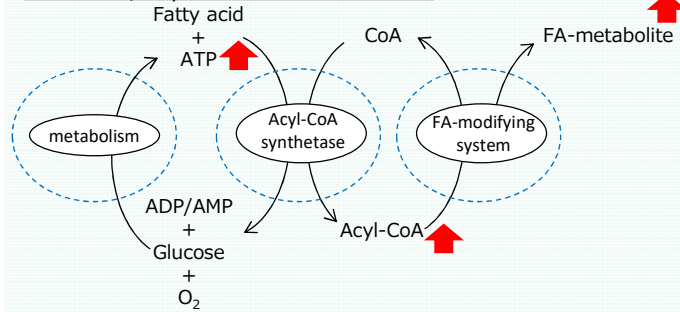 Fatty acid
+
ATP
CoA
FA-metabolite
metabolism
Acyl-CoA
synthetase
FA-modifying
system
ADP/AMP
+
Glucose
+
O₂
Acyl-CoA